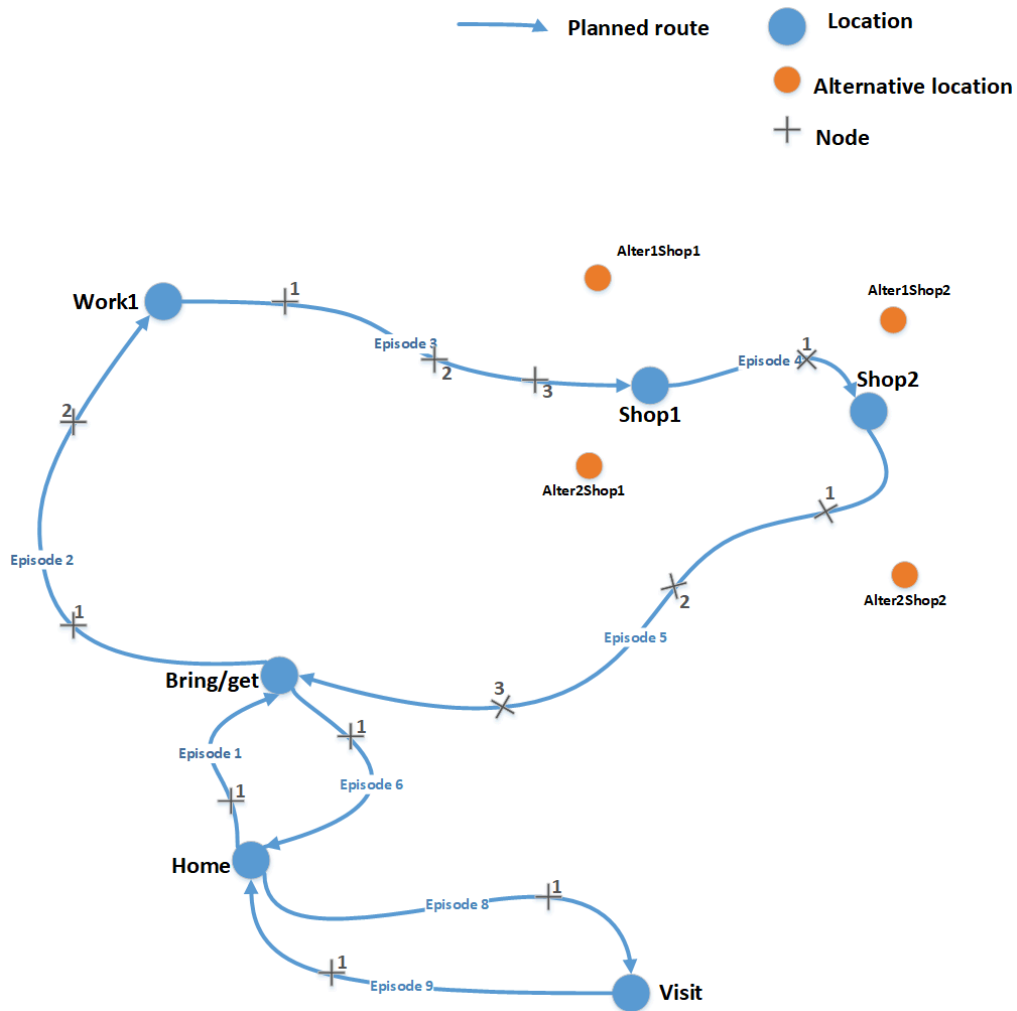 Planned route
Location
Alternative location
Node
Alter1Shop1
Alter1Shop2
Work1
1
Episode 3
2
3
Shop1
Episode 4
1
Shop2
2
Alter2Shop1
1
Episode 2
Alter2Shop2
2
1
Episode 5
Bring/get
3
1
Episode 1
Episode 6
1
Home
Episode 8
1
1
Episode 9
Visit